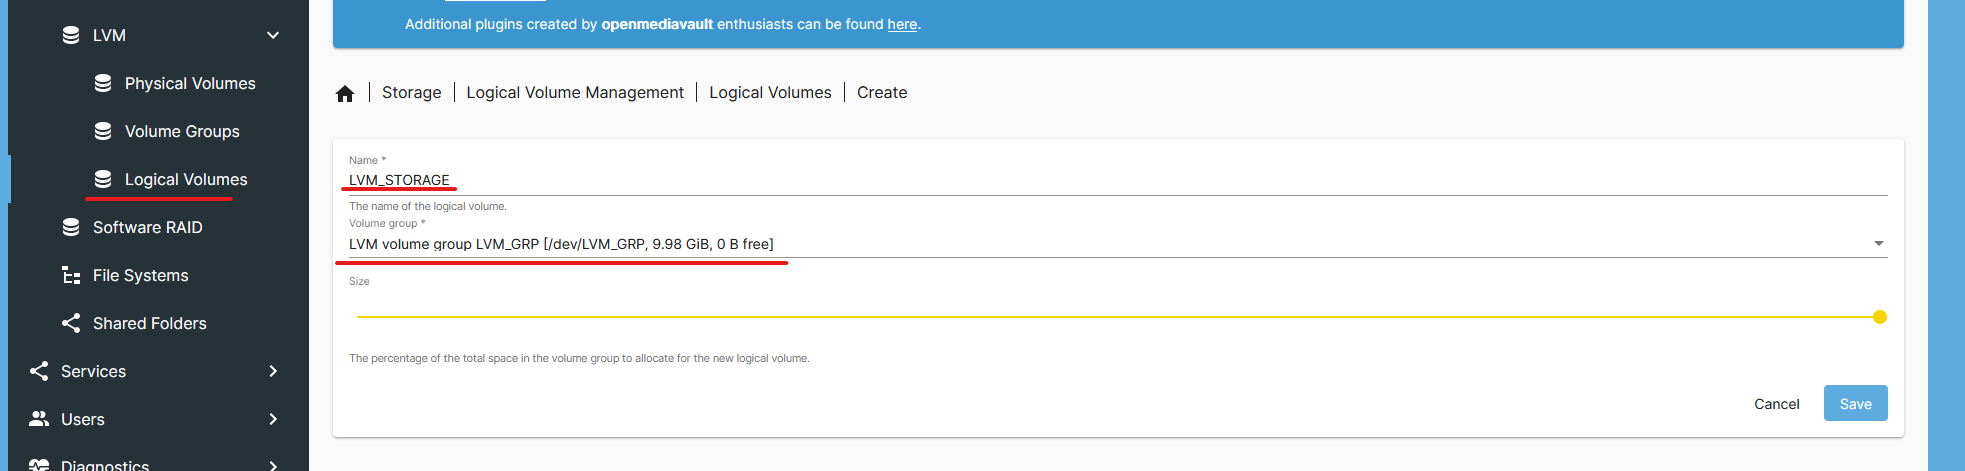 LVM
Physical Volumes
Volume Groups
Logical Volumes
Software RAID
File Systems
Shared Folders
Services
Users
Diagnostics
Additional plugins created by openmediavault enthusiasts can be found here.
Storage | Logical Volume Management | Logical Volumes | Create
Name *
LVM_STORAGE
The name of the logical volume.
Volume group *
LVM volume group LVM_GRP [/dev/LVM_GRP, 9.98 GiB, 0 B free]
Size
The percentage of the total space in the volume group to allocate for the new logical volume.
Cancel Save